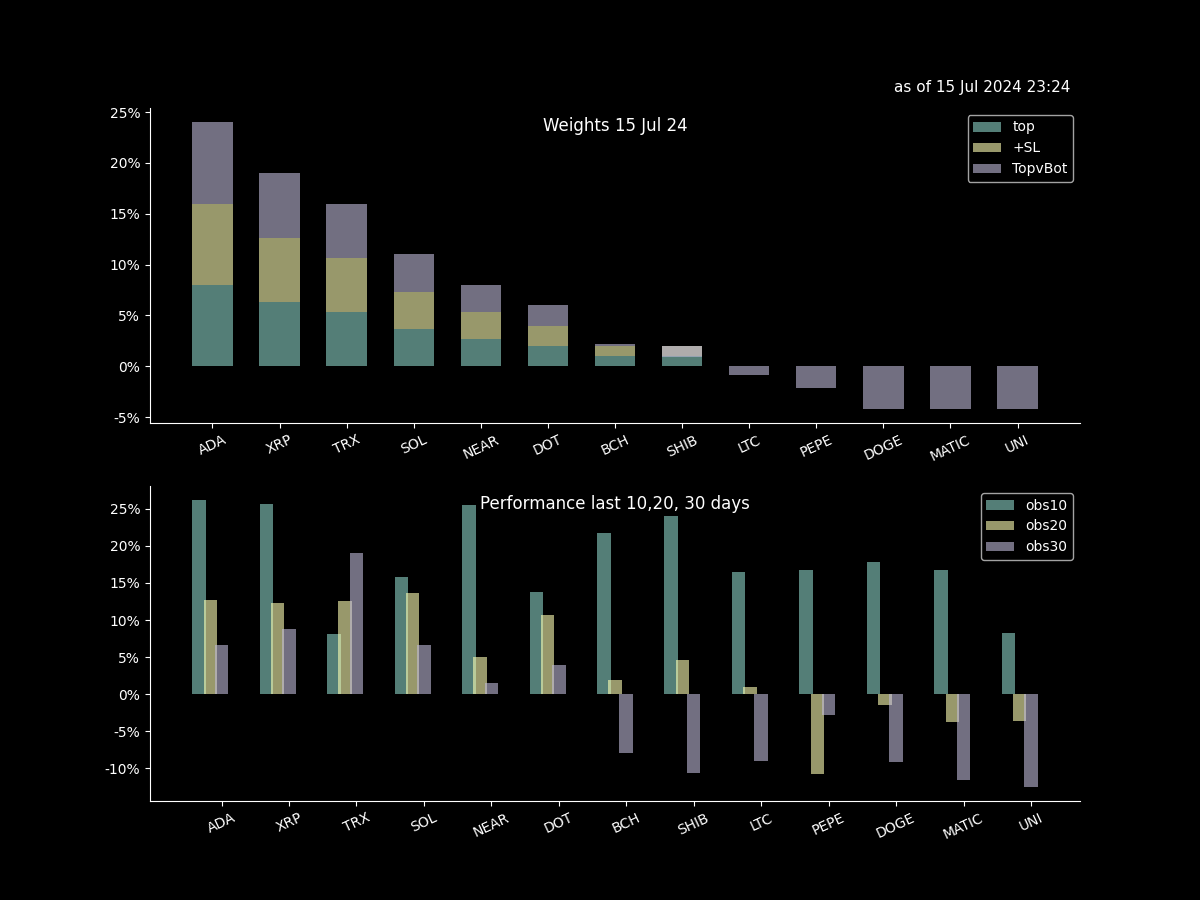 as of 15 Jul 2024 23:24
Weights 15 Jul 24
top
+SL
TopvBot
25%
20%
15%
10%
5%
0%
-5%
ADA XRP TRX SOL NEAR DOT BCH SHIB LTC PEPE DOGE MATIC UNI
Performance last 10,20, 30 days
obs10
obs20
obs30
25%
20%
15%
10%
5%
0%
-5%
-10%
ADA XRP TRX SOL NEAR DOT BCH SHIB LTC PEPE DOGE MATIC UNI